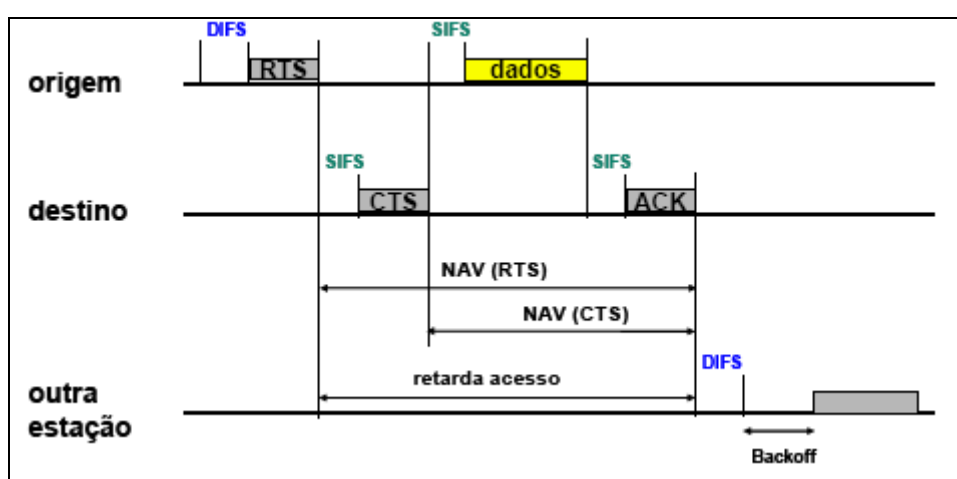 DIFS
SIFS
RTS
dados
origem
SIFS
SIFS
CTS
ACK
destino
NAV (RTS)
NAV (CTS)
DIFS
retarda acesso
outra
estação
Backoff